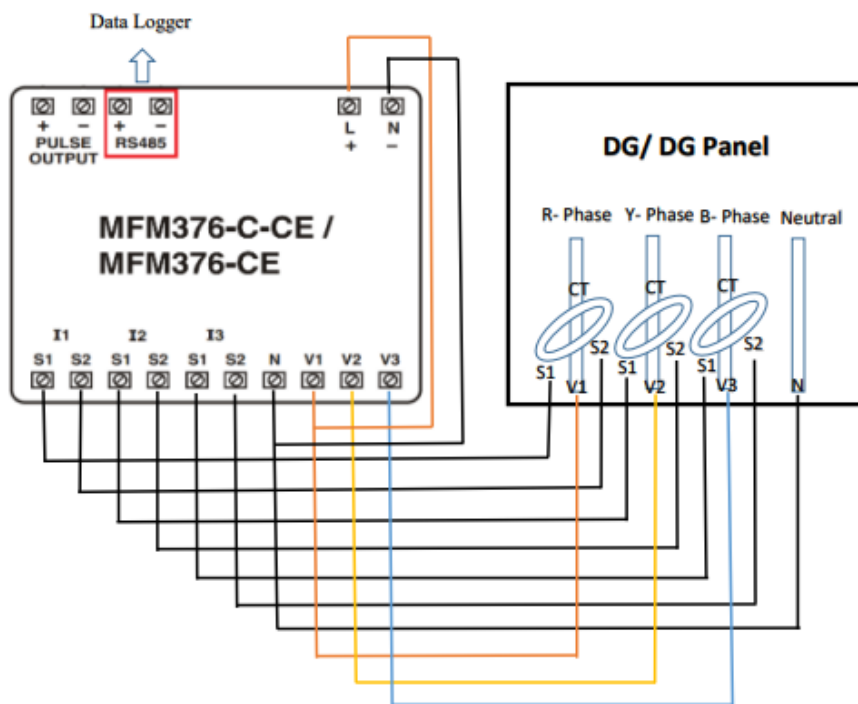 Data Logger
+ − + −
PULSE OUTPUT RS485
L N
+ −
MFM376-C-CE /
MFM376-CE
I1 I2 I3
S1 S2 S1 S2 S1 S2 N V1 V2 V3
DG/ DG Panel
R- Phase Y- Phase B- Phase Neutral
CT CT CT
S1 S2 S1 S2 S1 S2
V1 V2 V3 N